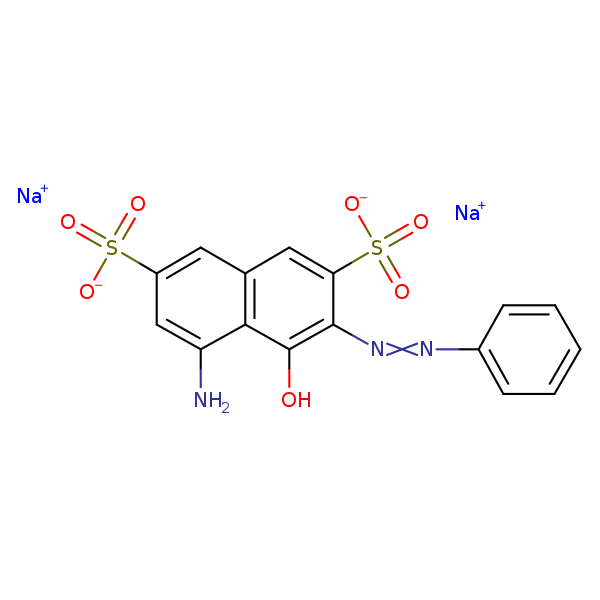 Na+
O O
S
O−
O− Na+
S O
O
N N
NH2 OH